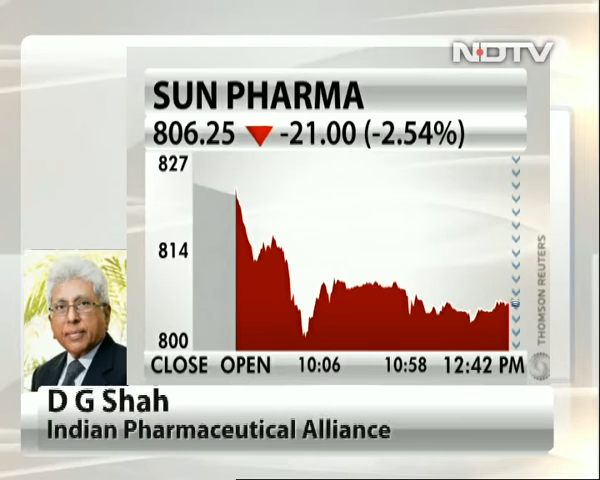 NDTV
SUN PHARMA
806.25 ▼ -21.00 (-2.54%)
827
814
800
CLOSE OPEN 10:06 10:58 12:42 PM
THOMSON REUTERS
D G Shah
Indian Pharmaceutical Alliance